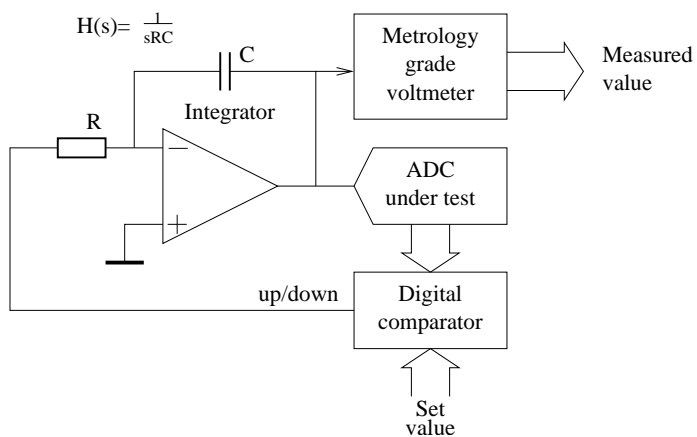 H(s)= 1/sRC
C
Metrology
grade
voltmeter
Measured
value
Integrator
R
−
+
ADC
under test
up/down
Digital
comparator
Set
value